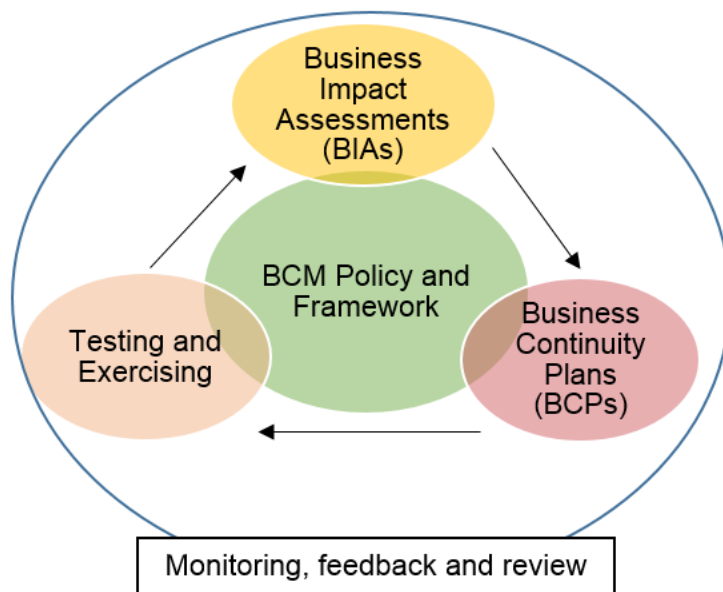 Business
Impact
Assessments
(BIAs)
BCM Policy and
Framework
Testing and
Exercising
Business
Continuity
Plans
(BCPs)
Monitoring, feedback and review